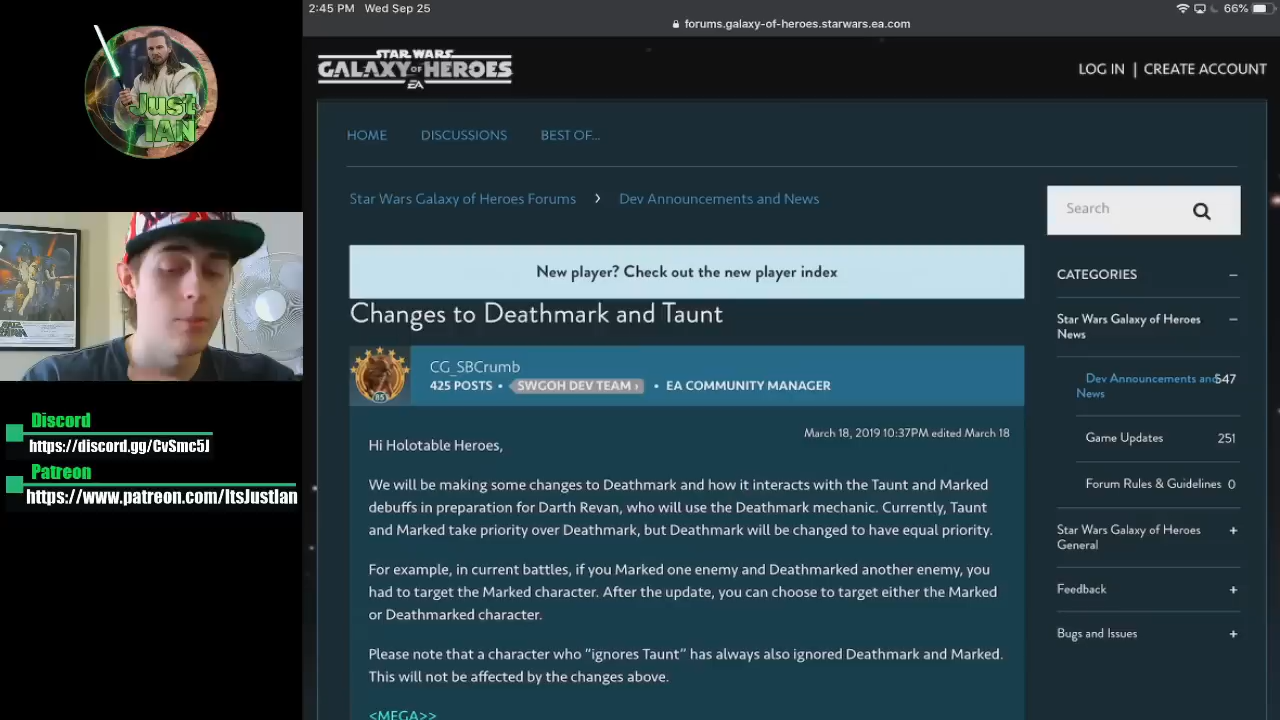 2:45 PM Wed Sep 25
66%
forums.galaxy-of-heroes.starwars.ea.com
Just
IAN
STAR WARS
GALAXY OF HEROES
EA
LOG IN | CREATE ACCOUNT
HOME DISCUSSIONS BEST OF...
Star Wars Galaxy of Heroes Forums > Dev Announcements and News
Search
New player? Check out the new player index
Changes to Deathmark and Taunt
CG_SBCrumb
425 POSTS • SWGOH DEV TEAM › • EA COMMUNITY MANAGER
85
March 18, 2019 10:37PM edited March 18
Hi Holotable Heroes,
We will be making some changes to Deathmark and how it interacts with the Taunt and Marked
debuffs in preparation for Darth Revan, who will use the Deathmark mechanic. Currently, Taunt
and Marked take priority over Deathmark, but Deathmark will be changed to have equal priority.
For example, in current battles, if you Marked one enemy and Deathmarked another enemy, you
had to target the Marked character. After the update, you can choose to target either the Marked
or Deathmarked character.
Please note that a character who "ignores Taunt" has always also ignored Deathmark and Marked.
This will not be affected by the changes above.
<MEGA>>
CATEGORIES −
Star Wars Galaxy of Heroes −
News
Dev Announcements and 547
News
Game Updates 251
Forum Rules & Guidelines 0
Star Wars Galaxy of Heroes +
General
Feedback +
Bugs and Issues +
Discord
https://discord.gg/CvSmc5J
Patreon
https://www.patreon.com/ItsJustIan
STAR WARS